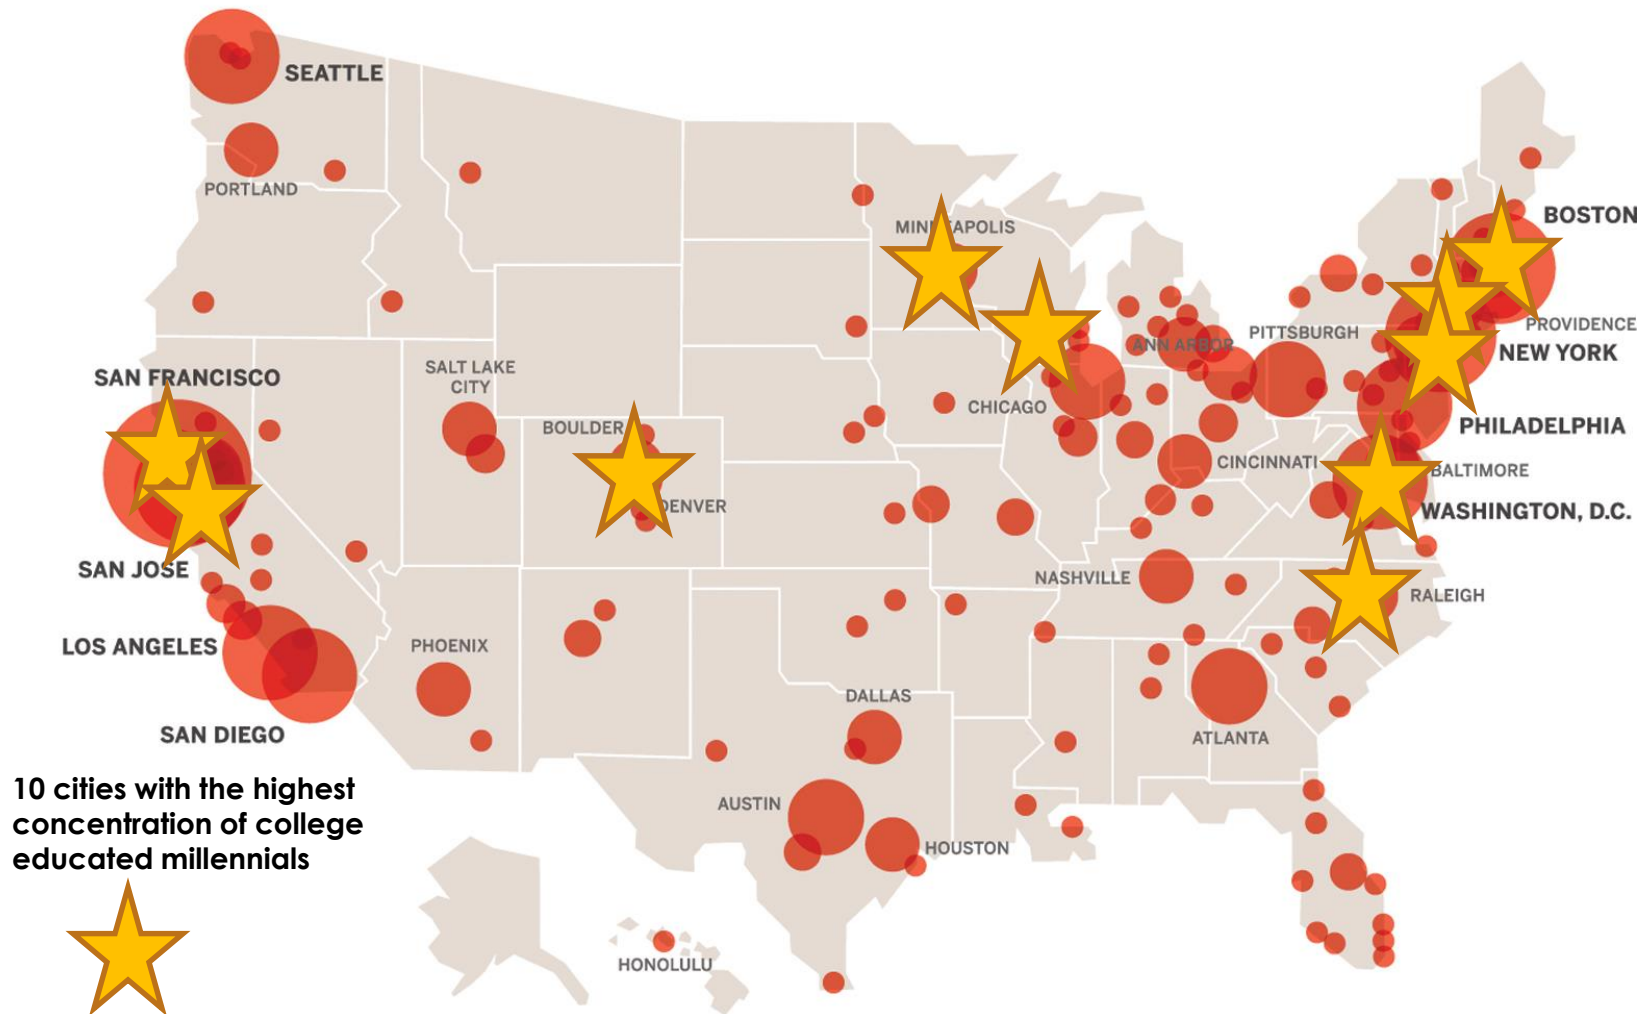 SEATTLE
PORTLAND
MINNEAPOLIS
BOSTON
PROVIDENCE
PITTSBURGH
ANN ARBOR
NEW YORK
SALT LAKE
CITY
SAN FRANCISCO
CHICAGO
BOULDER
PHILADELPHIA
CINCINNATI
BALTIMORE
DENVER
WASHINGTON, D.C.
SAN JOSE
NASHVILLE
RALEIGH
LOS ANGELES
PHOENIX
DALLAS
SAN DIEGO
ATLANTA
10 cities with the highest
concentration of college
educated millennials
AUSTIN
HOUSTON
HONOLULU